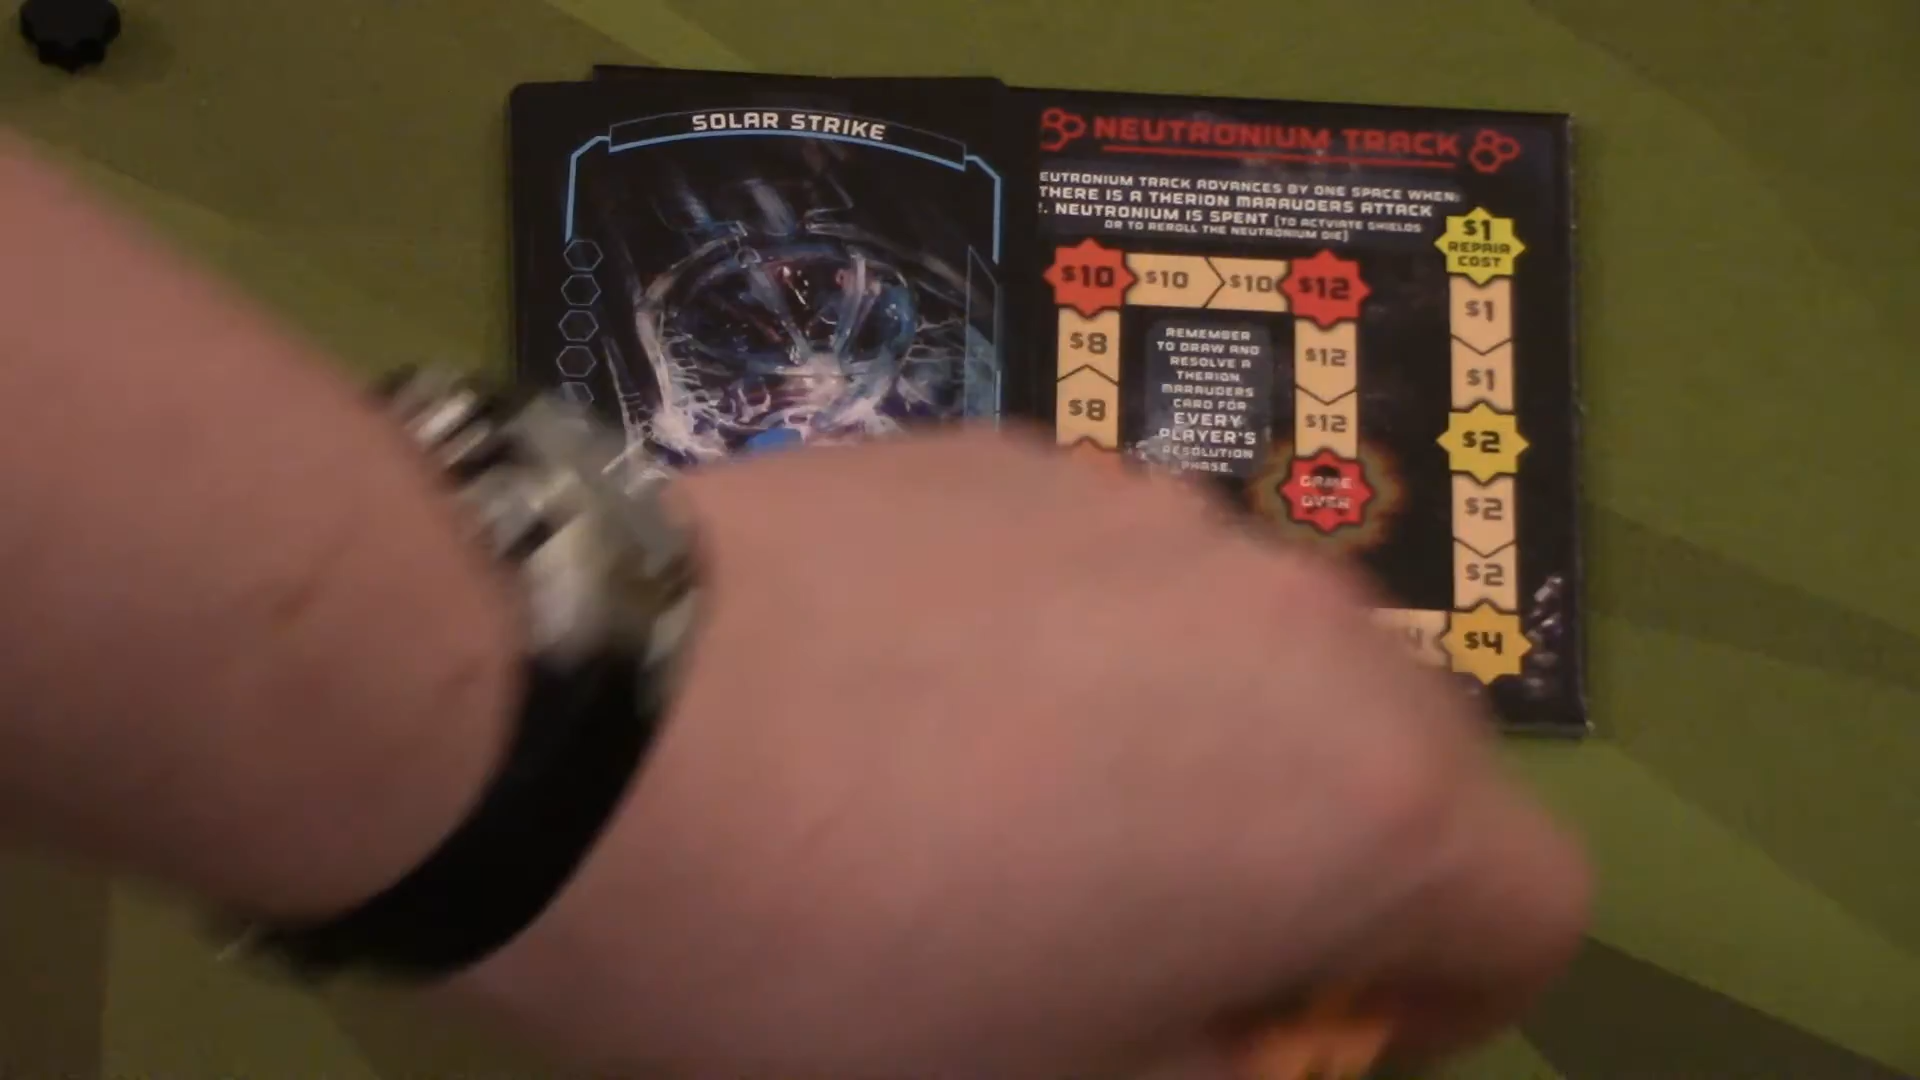 SOLAR STRIKE
NEUTRONIUM TRACK
EUTRONIUM TRACK ADVANCES BY ONE SPACE WHEN:
THERE IS A THERION MARAUDERS ATTACK
. NEUTRONIUM IS SPENT [TO ACTVIATE SHIELDS
OR TO REROLL THE NEUTRONIUM DIE]
$1
REPAIR
COST
$10 $10 $10 $12
$1
$8
$12
$1
$8
$12
REMEMBER
TO DRAW AND
RESOLVE A
THERION
MARAUDERS
CARD FOR
EVERY
PLAYER'S
RESOLUTION
PHASE.
$2
GAME
OVER
$2
$2
4
$4